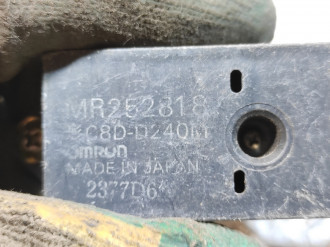 MR252818
C8D-D240M
omron
MADE IN JAPAN
2377D6